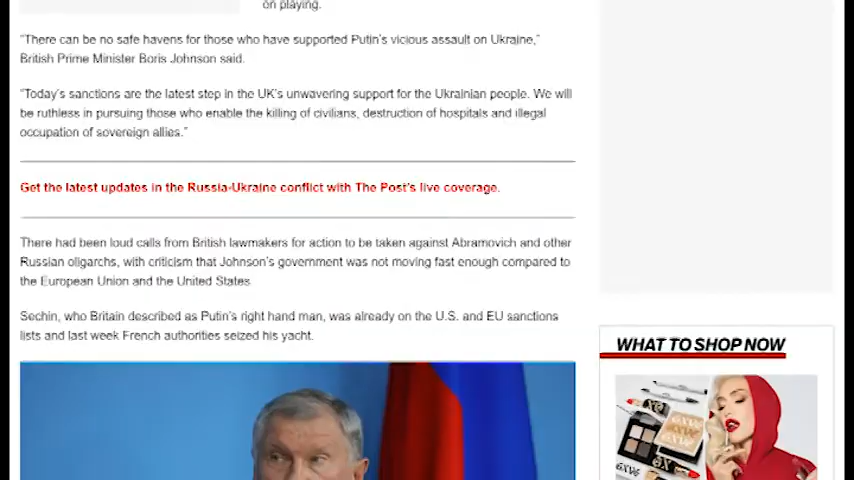 on playing.
"There can be no safe havens for those who have supported Putin's vicious assault on Ukraine,"
British Prime Minister Boris Johnson said.
"Today's sanctions are the latest step in the UK's unwavering support for the Ukrainian people. We will
be ruthless in pursuing those who enable the killing of civilians, destruction of hospitals and illegal
occupation of sovereign allies."
Get the latest updates in the Russia-Ukraine conflict with The Post's live coverage.
There had been loud calls from British lawmakers for action to be taken against Abramovich and other
Russian oligarchs, with criticism that Johnson's government was not moving fast enough compared to
the European Union and the United States
Sechin, who Britain described as Putin's right hand man, was already on the U.S. and EU sanctions
lists and last week French authorities seized his yacht.
WHAT TO SHOP NOW
GXVE
GXVE
GXVE